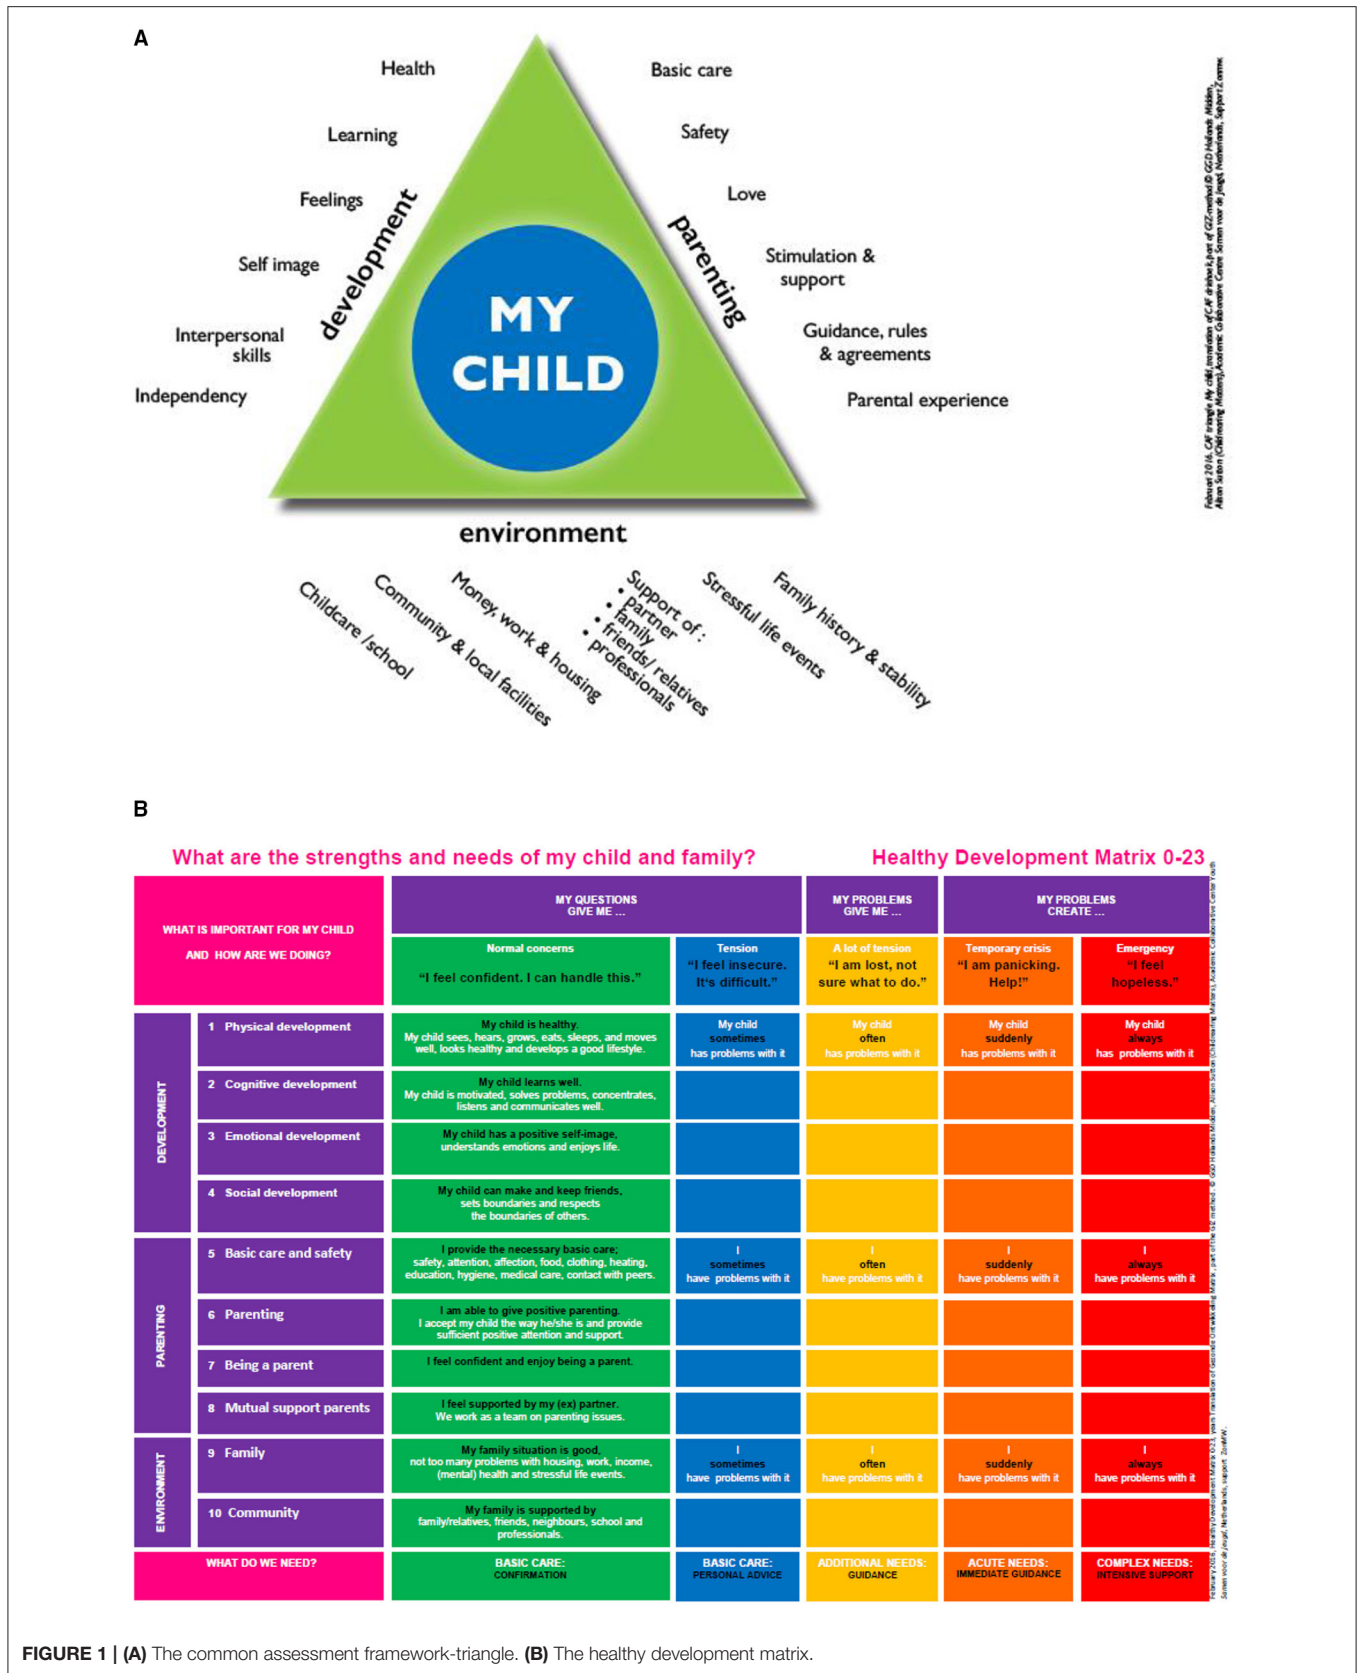 A
Health
Learning
Feelings
Self image
Interpersonal
skills
Independency
development
Basic care
Safety
Love
Stimulation &
support
Guidance, rules
& agreements
Parental experience
parenting
MY
CHILD
environment
Childcare /school
Community & local facilities
Money, work & housing
Support of :
• partner
• family
• friends/ relatives
• professionals
Stressful life events
Family history & stability
B
What are the strengths and needs of my child and family?
Healthy Development Matrix 0-23
WHAT IS IMPORTANT FOR MY CHILD
AND HOW ARE WE DOING?
MY QUESTIONS
GIVE ME ...
MY PROBLEMS
GIVE ME ...
MY PROBLEMS
CREATE ...
Normal concerns
“I feel confident. I can handle this.”
Tension
“I feel insecure.
It's difficult.”
A lot of tension
“I am lost, not
sure what to do.”
Temporary crisis
“I am panicking.
Help!”
Emergency
“I feel
hopeless.”
DEVELOPMENT
1 Physical development
My child is healthy.
My child sees, hears, grows, eats, sleeps, and moves
well, looks healthy and develops a good lifestyle.
My child
sometimes
has problems with it
My child
often
has problems with it
My child
suddenly
has problems with it
My child
always
has problems with it
2 Cognitive development
My child learns well.
My child is motivated, solves problems, concentrates,
listens and communicates well.
3 Emotional development
My child has a positive self-image,
understands emotions and enjoys life.
4 Social development
My child can make and keep friends,
sets boundaries and respects
the boundaries of others.
PARENTING
5 Basic care and safety
I provide the necessary basic care;
safety, attention, affection, food, clothing, heating,
education, hygiene, medical care, contact with peers.
I
sometimes
have problems with it
I
often
have problems with it
I
suddenly
have problems with it
I
always
have problems with it
6 Parenting
I am able to give positive parenting.
I accept my child the way he/she is and provide
sufficient positive attention and support.
7 Being a parent
I feel confident and enjoy being a parent.
8 Mutual support parents
I feel supported by my (ex) partner.
We work as a team on parenting issues.
ENVIRONMENT
9 Family
My family situation is good,
not too many problems with housing, work, income,
(mental) health and stressful life events.
I
sometimes
have problems with it
I
often
have problems with it
I
suddenly
have problems with it
I
always
have problems with it
10 Community
My family is supported by
family/relatives, friends, neighbours, school and
professionals.
WHAT DO WE NEED?
BASIC CARE:
CONFIRMATION
BASIC CARE:
PERSONAL ADVICE
ADDITIONAL NEEDS:
GUIDANCE
ACUTE NEEDS:
IMMEDIATE GUIDANCE
COMPLEX NEEDS:
INTENSIVE SUPPORT
FIGURE 1 | (A) The common assessment framework-triangle. (B) The healthy development matrix.